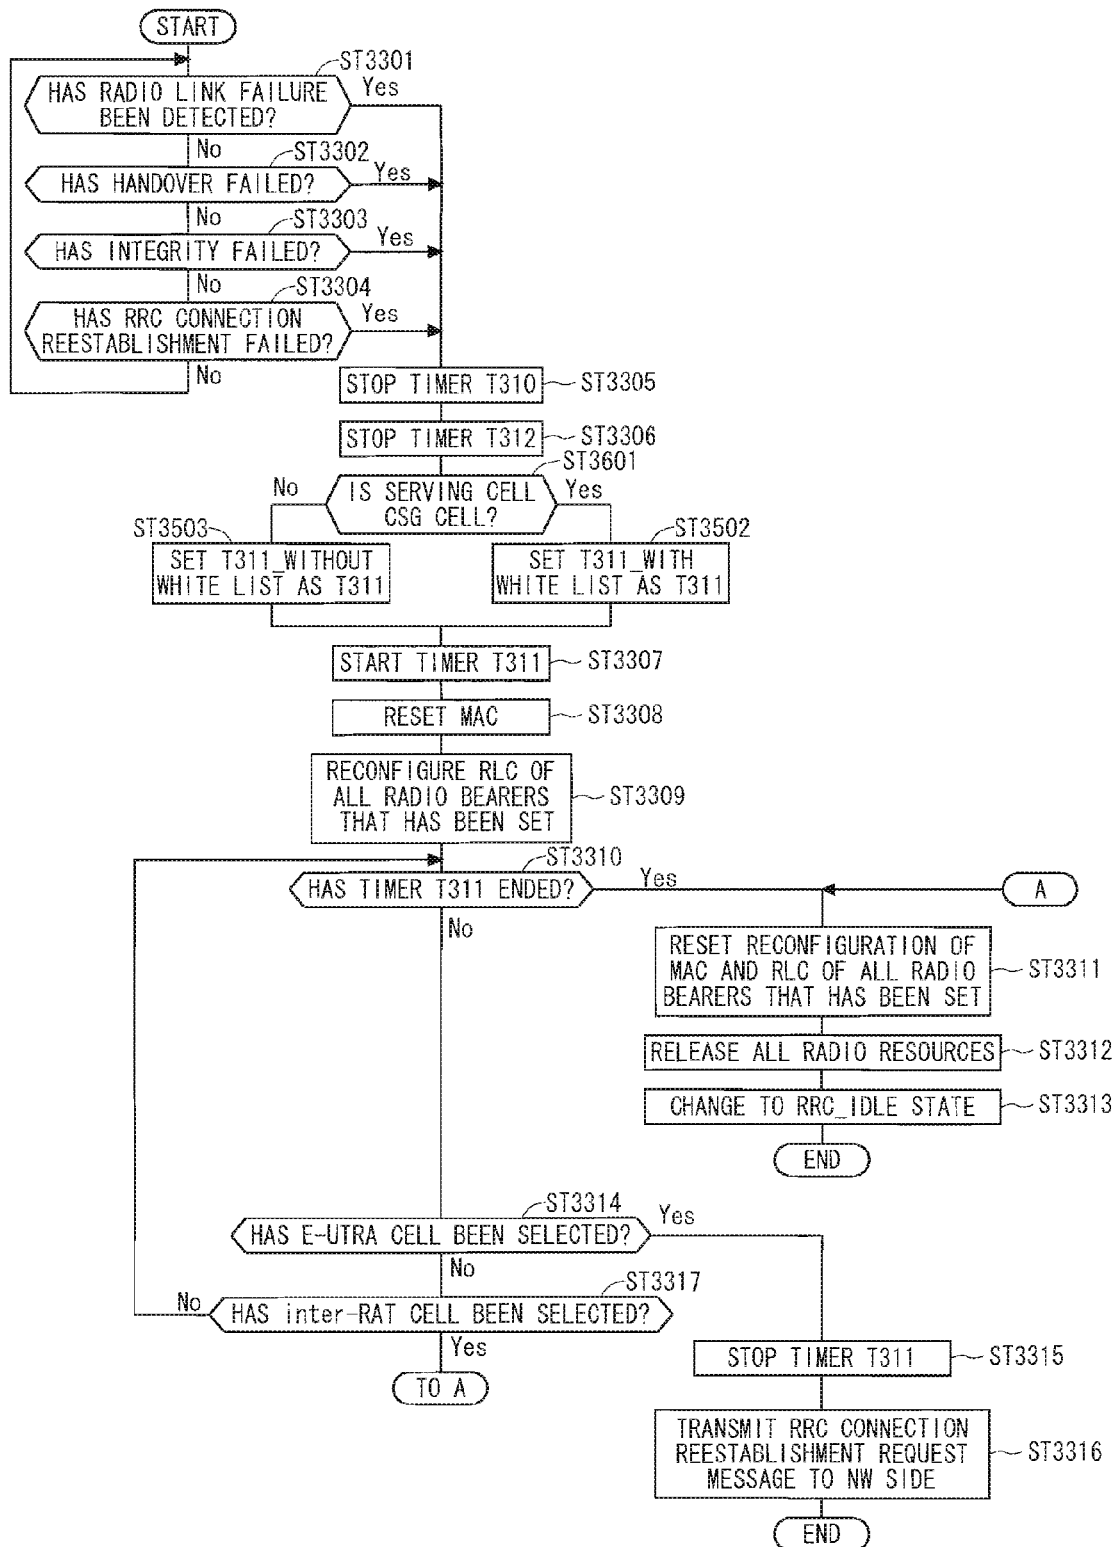 START
ST3301
HAS RADIO LINK FAILURE
BEEN DETECTED?
Yes
No
ST3302
HAS HANDOVER FAILED?
Yes
No
ST3303
HAS INTEGRITY FAILED?
Yes
No
ST3304
HAS RRC CONNECTION
REESTABLISHMENT FAILED?
Yes
No
STOP TIMER T310
ST3305
STOP TIMER T312
ST3306
ST3601
IS SERVING CELL
CSG CELL?
No
Yes
ST3503
SET T311_WITHOUT
WHITE LIST AS T311
ST3502
SET T311_WITH
WHITE LIST AS T311
START TIMER T311
ST3307
RESET MAC
ST3308
RECONFIGURE RLC OF
ALL RADIO BEARERS
THAT HAS BEEN SET
ST3309
ST3310
HAS TIMER T311 ENDED?
Yes
No
A
RESET RECONFIGURATION OF
MAC AND RLC OF ALL RADIO
BEARERS THAT HAS BEEN SET
ST3311
RELEASE ALL RADIO RESOURCES
ST3312
CHANGE TO RRC_IDLE STATE
ST3313
END
ST3314
HAS E-UTRA CELL BEEN SELECTED?
Yes
No
ST3317
HAS inter-RAT CELL BEEN SELECTED?
No
Yes
TO A
STOP TIMER T311
ST3315
TRANSMIT RRC CONNECTION
REESTABLISHMENT REQUEST
MESSAGE TO NW SIDE
ST3316
END